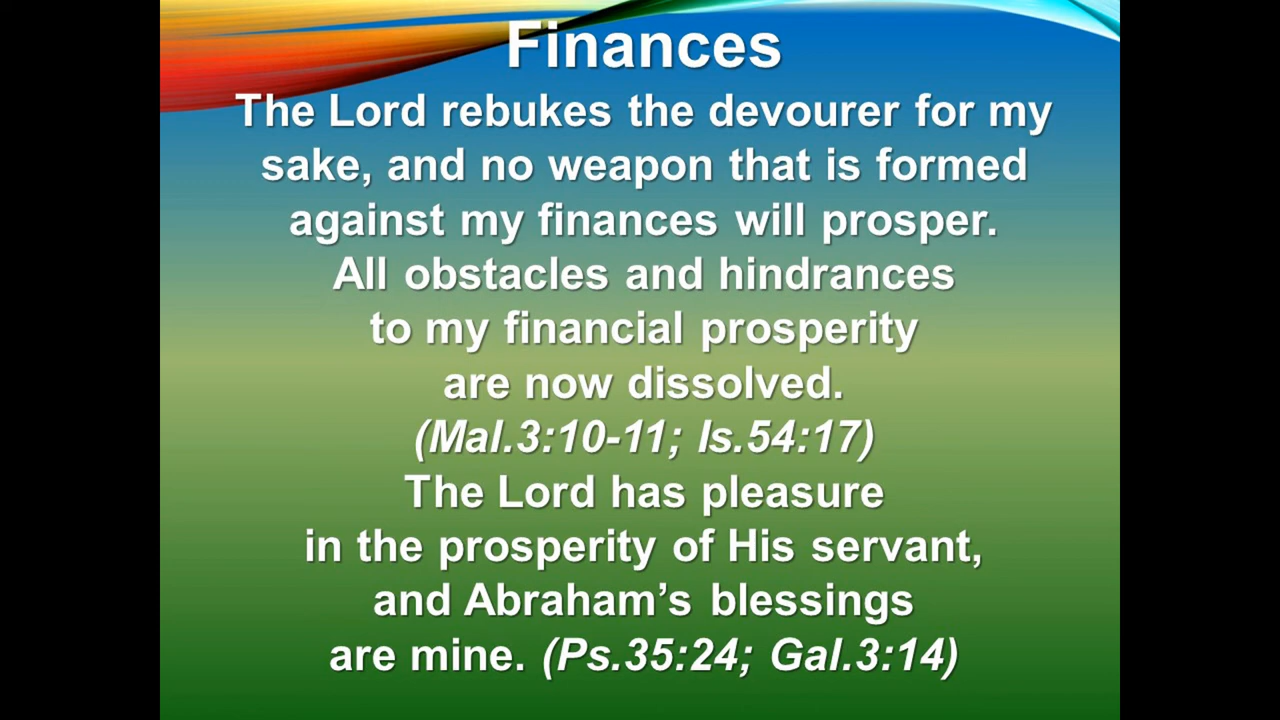 Finances
The Lord rebukes the devourer for my
sake, and no weapon that is formed
against my finances will prosper.
All obstacles and hindrances
to my financial prosperity
are now dissolved.
(Mal.3:10-11; Is.54:17)
The Lord has pleasure
in the prosperity of His servant,
and Abraham’s blessings
are mine. (Ps.35:24; Gal.3:14)